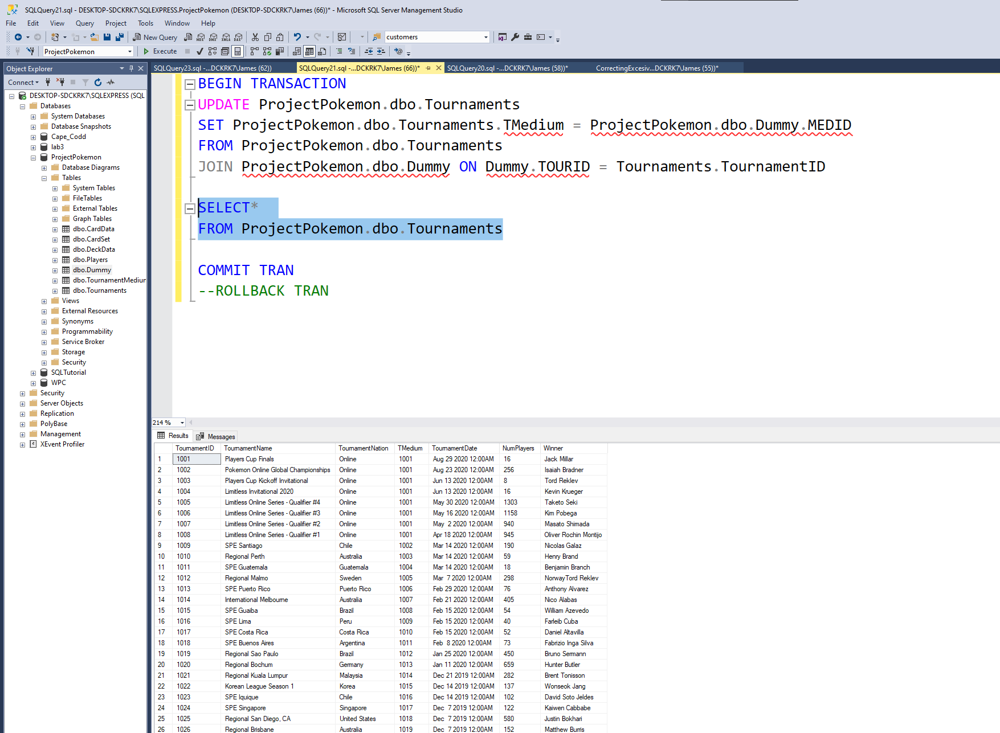 SQLQuery21.sql - DESKTOP-SDCKRK7\SQLEXPRESS.ProjectPokemon (DESKTOP-SDCKRK7\James (66))* - Microsoft SQL Server Management Studio
File Edit View Query Project Tools Window Help
New Query customers
ProjectPokemon Execute
Object Explorer
Connect
DESKTOP-SDCKRK7\SQLEXPRESS (SQL
Databases
System Databases
Database Snapshots
Cape_Codd
lab3
ProjectPokemon
Database Diagrams
Tables
System Tables
FileTables
External Tables
Graph Tables
dbo.CardData
dbo.CardSet
dbo.DeckData
dbo.Players
dbo.Dummy
dbo.TournamentMediur
dbo.Tournaments
Views
External Resources
Synonyms
Programmability
Service Broker
Storage
Security
SQLTutorial
WPC
Security
Server Objects
Replication
PolyBase
Management
XEvent Profiler
SQLQuery23.sql -...DCKRK7\James (62)) SQLQuery21.sql -...DCKRK7\James (66))* SQLQuery20.sql -...DCKRK7\James (58))* CorrectingExcesiv...DCKRK7\James (55))*
BEGIN TRANSACTION
UPDATE ProjectPokemon.dbo.Tournaments
SET ProjectPokemon.dbo.Tournaments.TMedium = ProjectPokemon.dbo.Dummy.MEDID
FROM ProjectPokemon.dbo.Tournaments
JOIN ProjectPokemon.dbo.Dummy ON Dummy.TOURID = Tournaments.TournamentID
SELECT*
FROM ProjectPokemon.dbo.Tournaments
COMMIT TRAN
--ROLLBACK TRAN
214 %
Results Messages
TournamentID TournamentName TournamentNation TMedium TournamentDate NumPlayers Winner
1 1001 Players Cup Finals Online 1001 Aug 29 2020 12:00AM 16 Jack Millar
2 1002 Pokemon Online Global Championships Online 1001 Aug 23 2020 12:00AM 256 Isaiah Bradner
3 1003 Players Cup Kickoff Invitational Online 1001 Jun 13 2020 12:00AM 8 Tord Reklev
4 1004 Limitless Invitational 2020 Online 1001 Jun 13 2020 12:00AM 16 Kevin Krueger
5 1005 Limitless Online Series - Qualifier #4 Online 1001 May 30 2020 12:00AM 1303 Taketo Seki
6 1006 Limitless Online Series - Qualifier #3 Online 1001 May 16 2020 12:00AM 1158 Kim Pobega
7 1007 Limitless Online Series - Qualifier #2 Online 1001 May 2 2020 12:00AM 940 Masato Shimada
8 1008 Limitless Online Series - Qualifier #1 Online 1001 Apr 18 2020 12:00AM 945 Oliver Rochin Montijo
9 1009 SPE Santiago Chile 1002 Mar 14 2020 12:00AM 190 Nicolas Galaz
10 1010 Regional Perth Australia 1003 Mar 14 2020 12:00AM 59 Henry Brand
11 1011 SPE Guatemala Guatemala 1004 Mar 14 2020 12:00AM 18 Benjamin Branch
12 1012 Regional Malmo Sweden 1005 Mar 7 2020 12:00AM 298 NorwayTord Reklev
13 1013 SPE Puerto Rico Puerto Rico 1006 Feb 29 2020 12:00AM 76 Anthony Alvarez
14 1014 International Melbourne Australia 1007 Feb 21 2020 12:00AM 405 Nico Alabas
15 1015 SPE Guaiba Brazil 1008 Feb 15 2020 12:00AM 54 William Azevedo
16 1016 SPE Lima Peru 1009 Feb 15 2020 12:00AM 40 Farleib Cuba
17 1017 SPE Costa Rica Costa Rica 1010 Feb 15 2020 12:00AM 52 Daniel Altavilla
18 1018 SPE Buenos Aires Argentina 1011 Feb 8 2020 12:00AM 73 Fabrizio Inga Silva
19 1019 Regional Sao Paulo Brazil 1012 Jan 25 2020 12:00AM 450 Bruno Sermann
20 1020 Regional Bochum Germany 1013 Jan 11 2020 12:00AM 659 Hunter Butler
21 1021 Regional Kuala Lumpur Malaysia 1014 Dec 21 2019 12:00AM 282 Brent Tonisson
22 1022 Korean League Season 1 Korea 1015 Dec 14 2019 12:00AM 137 Wonseok Jang
23 1023 SPE Iquique Chile 1016 Dec 14 2019 12:00AM 102 David Soto Jeldes
24 1024 SPE Singapore Singapore 1017 Dec 7 2019 12:00AM 122 Kaiwen Cabbabe
25 1025 Regional San Diego, CA United States 1018 Dec 7 2019 12:00AM 580 Justin Bokhari
26 1026 Regional Brisbane Australia 1019 Dec 7 2019 12:00AM 152 Matthew Burris